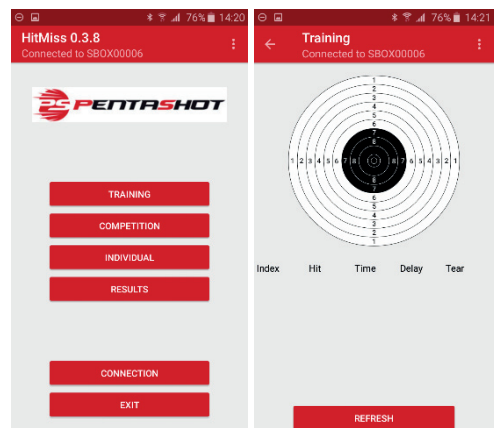 76% 14:20
HitMiss 0.3.8
Connected to SBOX00006
PS PENTASHOT
TRAINING
COMPETITION
INDIVIDUAL
RESULTS
CONNECTION
EXIT
76% 14:21
Training
Connected to SBOX00006
1
2
3
4
5
6
7
8
1 2 3 4 5 6 7 8 8 7 6 5 4 3 2 1
8
7
6
5
4
3
2
1
Index Hit Time Delay Tear
REFRESH